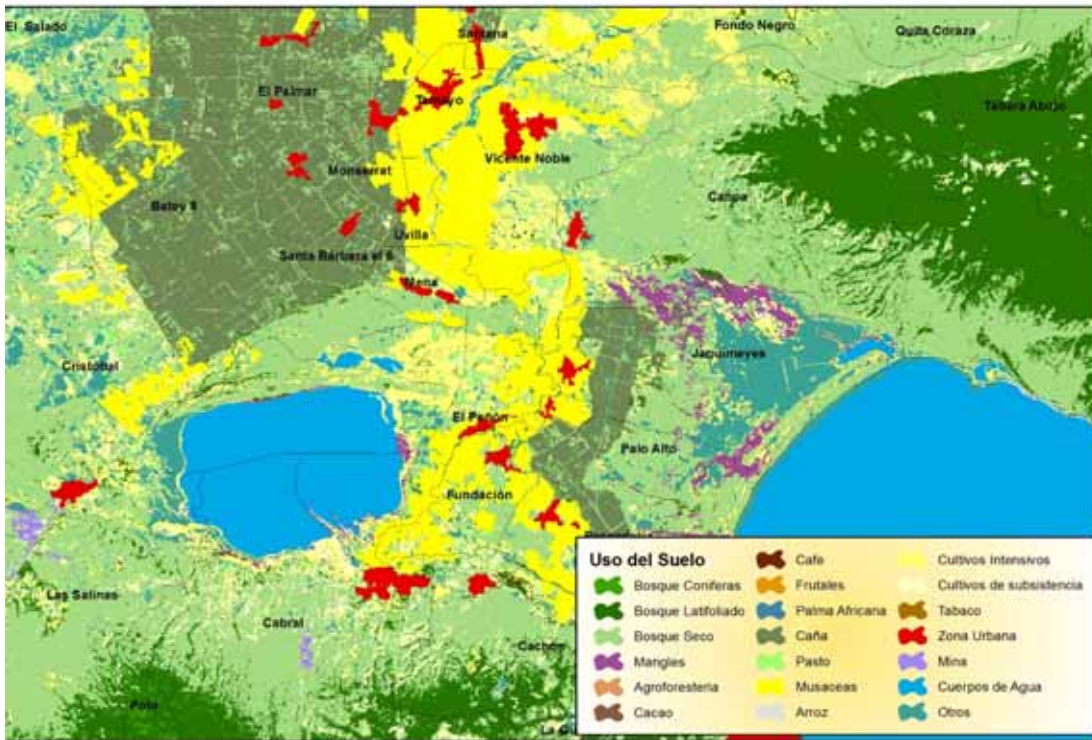 El Salado
Santana
Fondo Negro
Quita Coraza
El Palmar
Tamayo
Tabara Abajo
Vicente Noble
Monserrat
Batey 8
Canoa
Uvilla
Santa Bárbara el 6
Mena
Cristóbal
Jaquimeyes
El Peñón
Palo Alto
Fundación
Las Salinas
Cabral
Cachón
Polo
Uso del Suelo
Bosque Coniferas
Bosque Latifoliado
Bosque Seco
Mangles
Agroforesteria
Cacao
Cafe
Frutales
Palma Africana
Caña
Pasto
Musaceas
Arroz
Cultivos Intensivos
Cultivos de subsistencia
Tabaco
Zona Urbana
Mina
Cuerpos de Agua
Otros